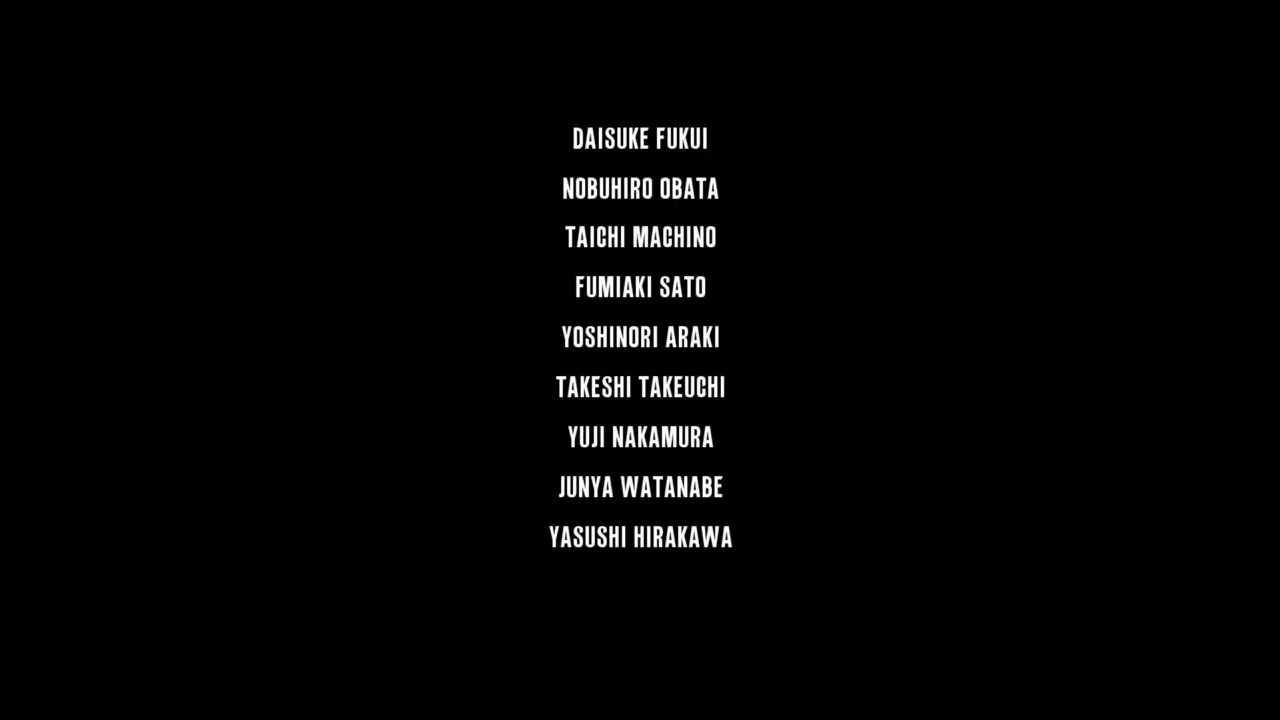 DAISUKE FUKUI
NOBUHIRO OBATA
TAICHI MACHINO
FUMIAKI SATO
YOSHINORI ARAKI
TAKESHI TAKEUCHI
YUJI NAKAMURA
JUNYA WATANABE
YASUSHI HIRAKAWA